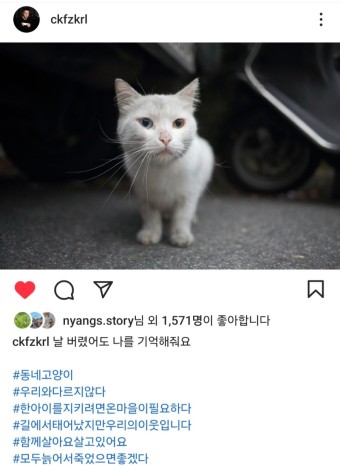 ckfzkrl
nyangs.story님 외 1,571명이 좋아합니다
ckfzkrl 날 버렸어도 나를 기억해줘요
#동네고양이
#우리와다르지않다
#한아이를지키려면온마을이필요하다
#길에서태어났지만우리의이웃입니다
#함께살아요살고있어요
#모두늙어서죽었으면좋겠다